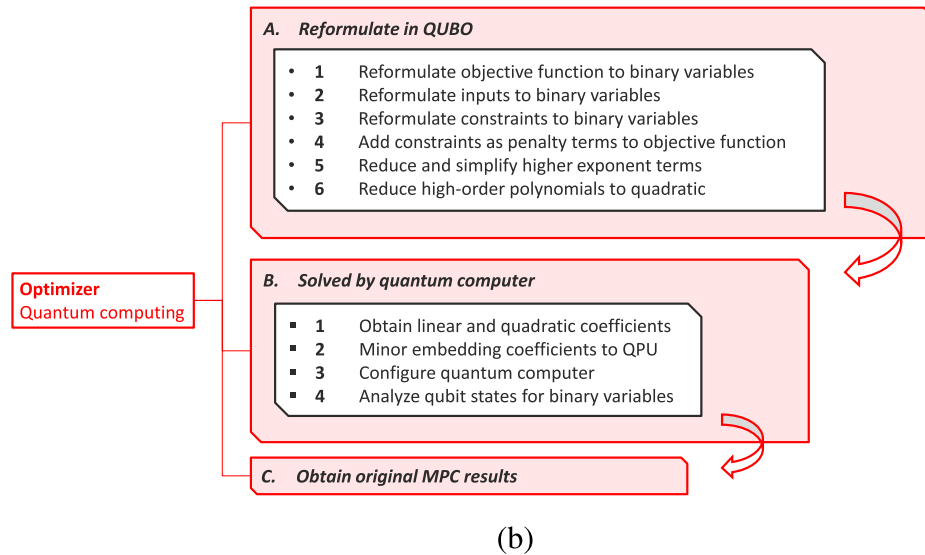 A. Reformulate in QUBO
• 1 Reformulate objective function to binary variables
• 2 Reformulate inputs to binary variables
• 3 Reformulate constraints to binary variables
• 4 Add constraints as penalty terms to objective function
• 5 Reduce and simplify higher exponent terms
• 6 Reduce high-order polynomials to quadratic
Optimizer
Quantum computing
B. Solved by quantum computer
▪ 1 Obtain linear and quadratic coefficients
▪ 2 Minor embedding coefficients to QPU
▪ 3 Configure quantum computer
▪ 4 Analyze qubit states for binary variables
C. Obtain original MPC results
(b)